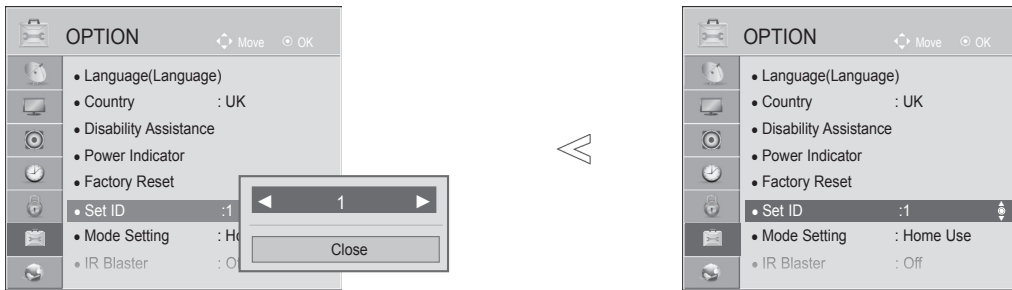 OPTION
Move
OK
• Language(Language)
• Country : UK
• Disability Assistance
• Power Indicator
• Factory Reset
• Set ID :1
• Mode Setting : Ho
• IR Blaster : O
◀ 1 ▶
Close
OPTION
Move
OK
• Language(Language)
• Country : UK
• Disability Assistance
• Power Indicator
• Factory Reset
• Set ID :1
• Mode Setting : Home Use
• IR Blaster : Off